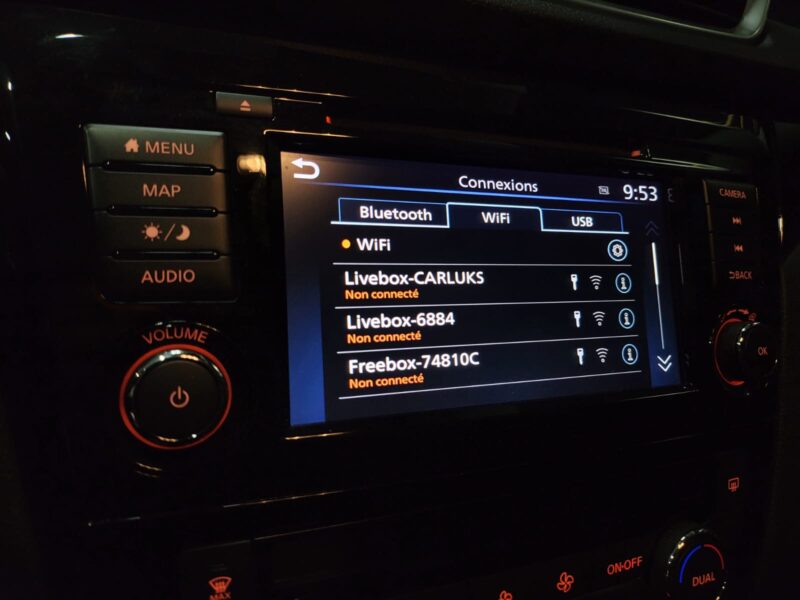 MENU
MAP
AUDIO
VOLUME
Connexions
9:53
Bluetooth
WiFi
USB
WiFi
Livebox-CARLUKS
Non connecté
Livebox-6884
Non connecté
Freebox-74810C
Non connecté
CAMERA
BACK
OK
MAX
ON·OFF
DUAL